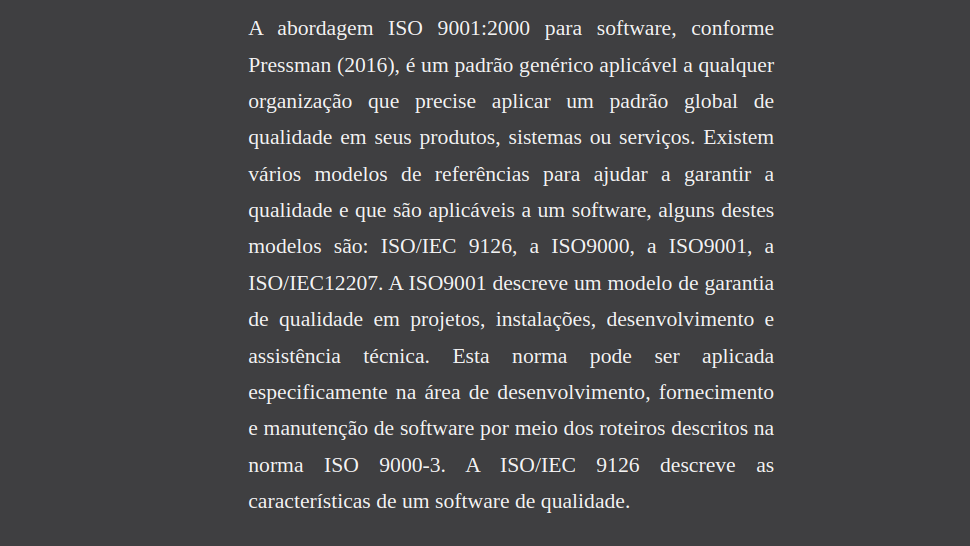 A abordagem ISO 9001:2000 para software, conforme
Pressman (2016), é um padrão genérico aplicável a qualquer
organização que precise aplicar um padrão global de
qualidade em seus produtos, sistemas ou serviços. Existem
vários modelos de referências para ajudar a garantir a
qualidade e que são aplicáveis a um software, alguns destes
modelos são: ISO/IEC 9126, a ISO9000, a ISO9001, a
ISO/IEC12207. A ISO9001 descreve um modelo de garantia
de qualidade em projetos, instalações, desenvolvimento e
assistência técnica. Esta norma pode ser aplicada
especificamente na área de desenvolvimento, fornecimento
e manutenção de software por meio dos roteiros descritos na
norma ISO 9000-3. A ISO/IEC 9126 descreve as
características de um software de qualidade.